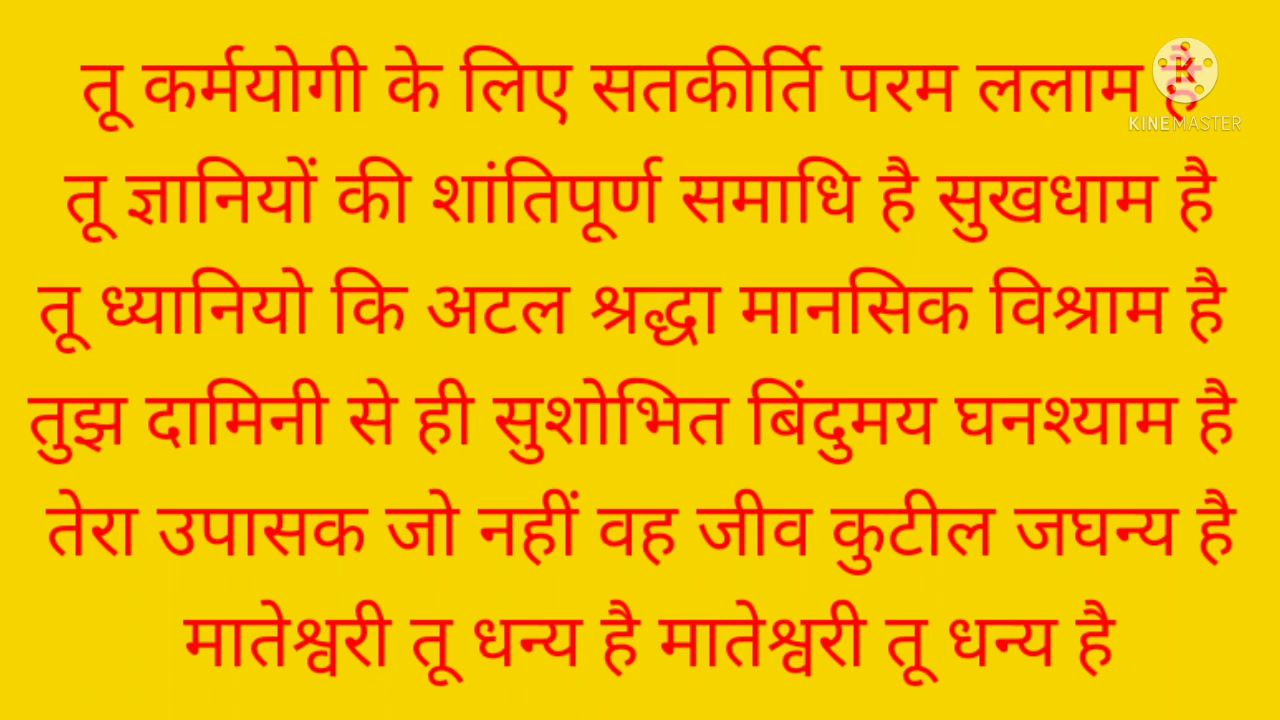 तू कर्मयोगी के लिए सतकीर्ति परम ललाम है
KINEMASTER
तू ज्ञानियों की शांतिपूर्ण समाधि है सुखधाम है
तू ध्यानियो कि अटल श्रद्धा मानसिक विश्राम है
तुझ दामिनी से ही सुशोभित बिंदुमय घनश्याम है
तेरा उपासक जो नहीं वह जीव कुटील जघन्य है
मातेश्वरी तू धन्य है मातेश्वरी तू धन्य है